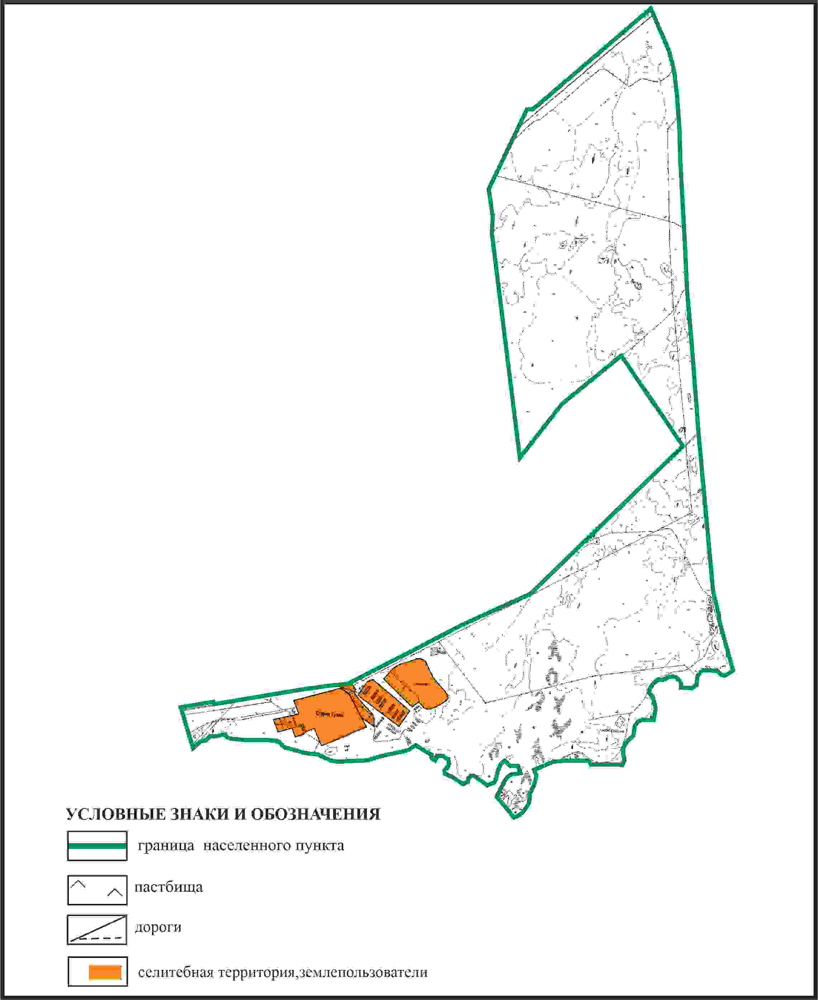 УСЛОВНЫЕ ЗНАКИ И ОБОЗНАЧЕНИЯ
граница населенного пункта
пастбища
дороги
селитебная территория,землепользователи